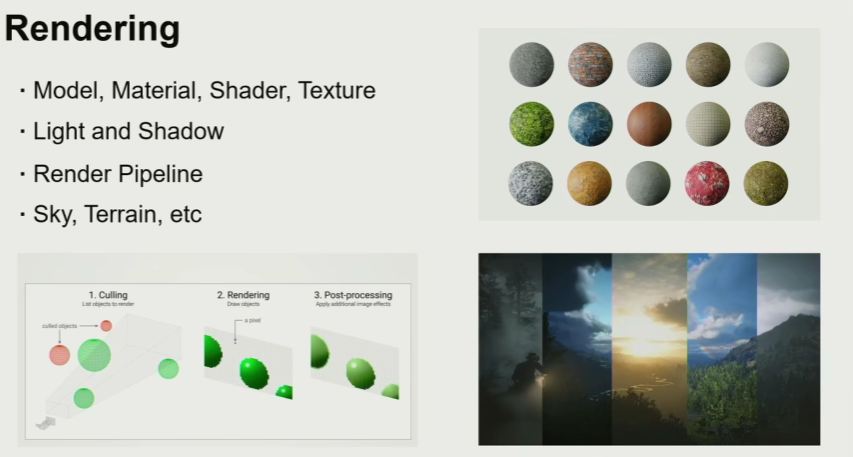 Rendering
· Model, Material, Shader, Texture
· Light and Shadow
· Render Pipeline
· Sky, Terrain, etc
1. Culling
List objects to render
culled objects
2. Rendering
Draw objects
a pixel
3. Post-processing
Apply additional image effects